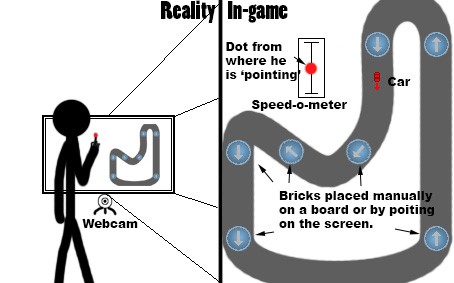 Reality In-game
Dot from
where he
is 'pointing'
Speed-o-meter
Car
Bricks placed manually
on a board or by poiting
on the screen.
Webcam